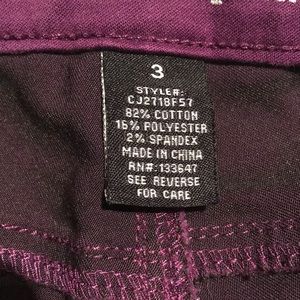 3
STYLE#:
CJ2718F57
82% COTTON
16% POLYESTER
2% SPANDEX
MADE IN CHINA
RN#:133647
SEE REVERSE
FOR CARE